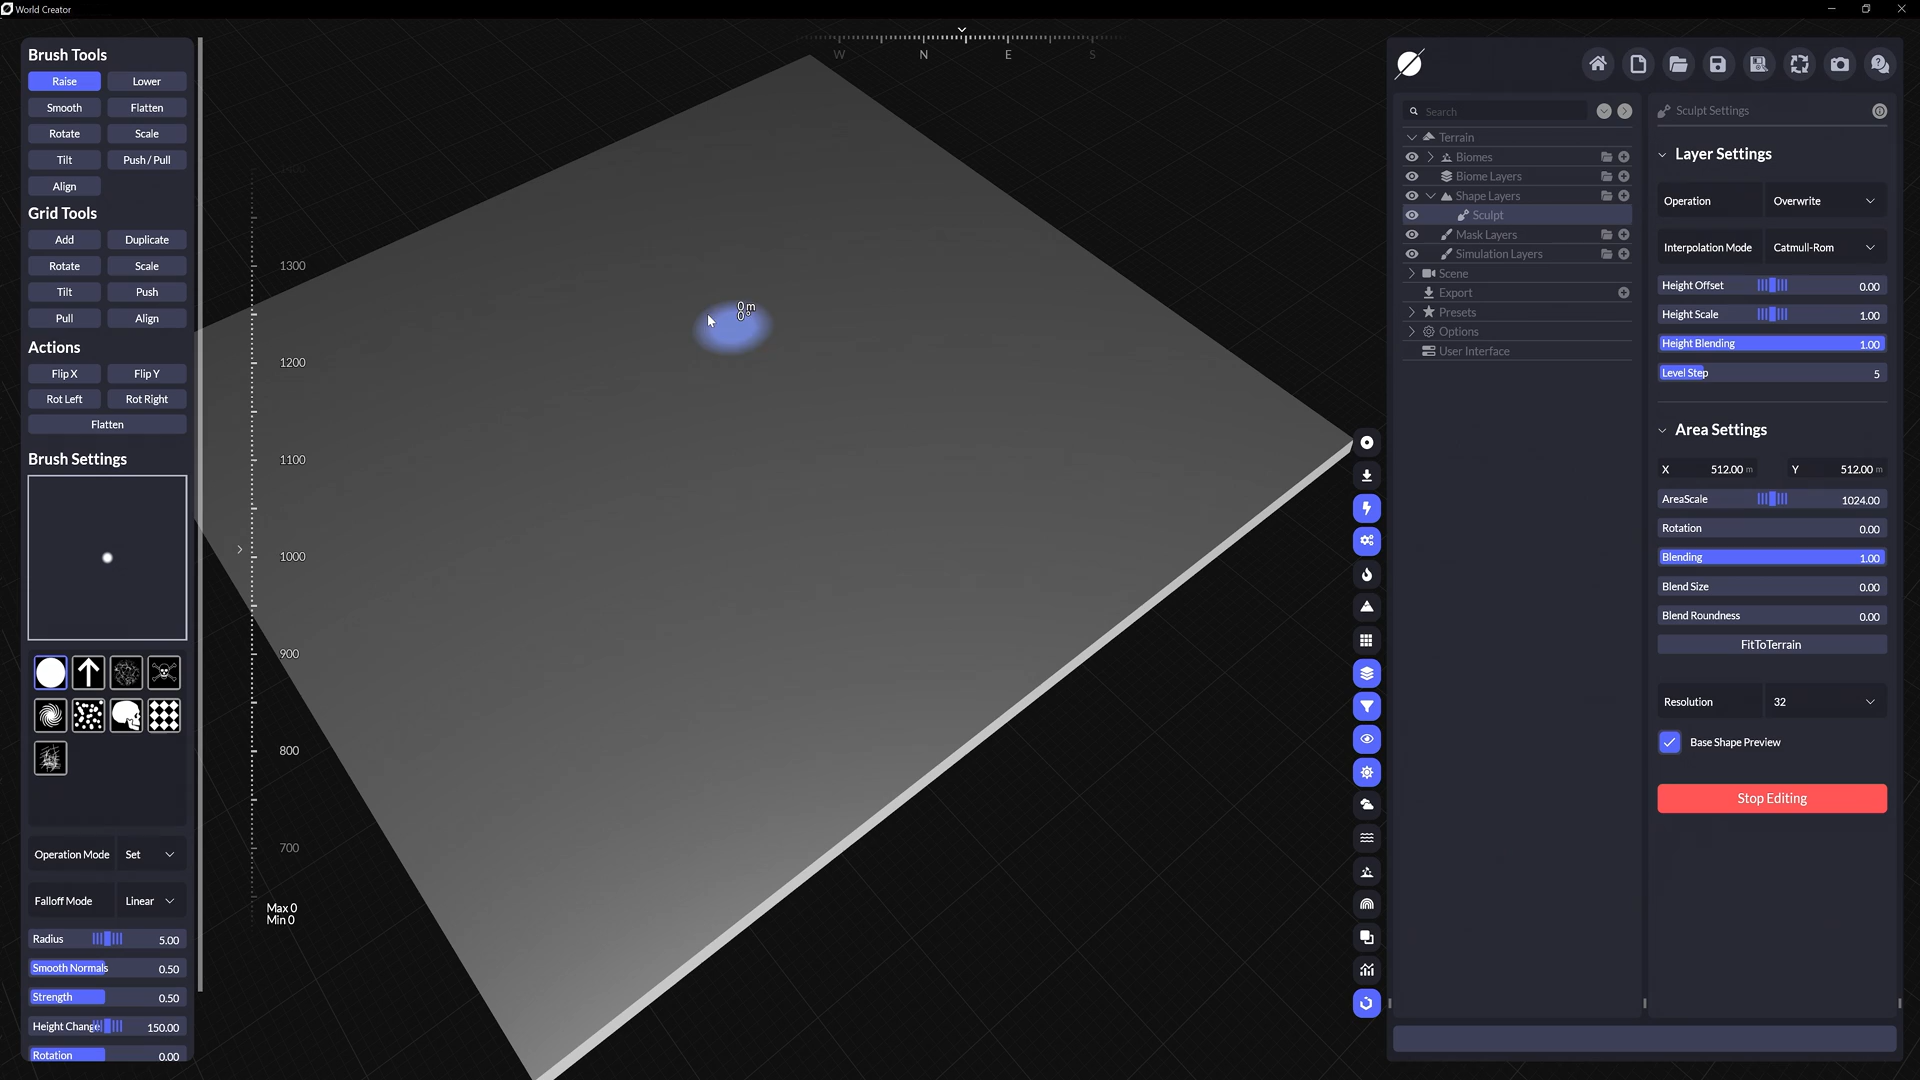 World Creator
Brush Tools
Raise
Lower
Smooth
Flatten
Rotate
Scale
Tilt
Push / Pull
Align
Grid Tools
Add
Duplicate
Rotate
Scale
Tilt
Push
Pull
Align
Actions
Flip X
Flip Y
Rot Left
Rot Right
Flatten
Brush Settings
Operation Mode
Set
Falloff Mode
Linear
Radius 5.00
Smooth Normals 0.50
Strength 0.50
Height Change 150.00
Rotation 0.00
W N E S
1300
1200
1100
1000
900
800
700
Max 0
Min 0
0 m
0°
Search
Terrain
Biomes
Biome Layers
Shape Layers
Sculpt
Mask Layers
Simulation Layers
Scene
Export
Presets
Options
User Interface
Sculpt Settings
Layer Settings
Operation Overwrite
Interpolation Mode Catmull-Rom
Height Offset 0.00
Height Scale 1.00
Height Blending 1.00
Level Step 5
Area Settings
X 512.00 m Y 512.00 m
AreaScale 1024.00
Rotation 0.00
Blending 1.00
Blend Size 0.00
Blend Roundness 0.00
FitToTerrain
Resolution 32
Base Shape Preview
Stop Editing